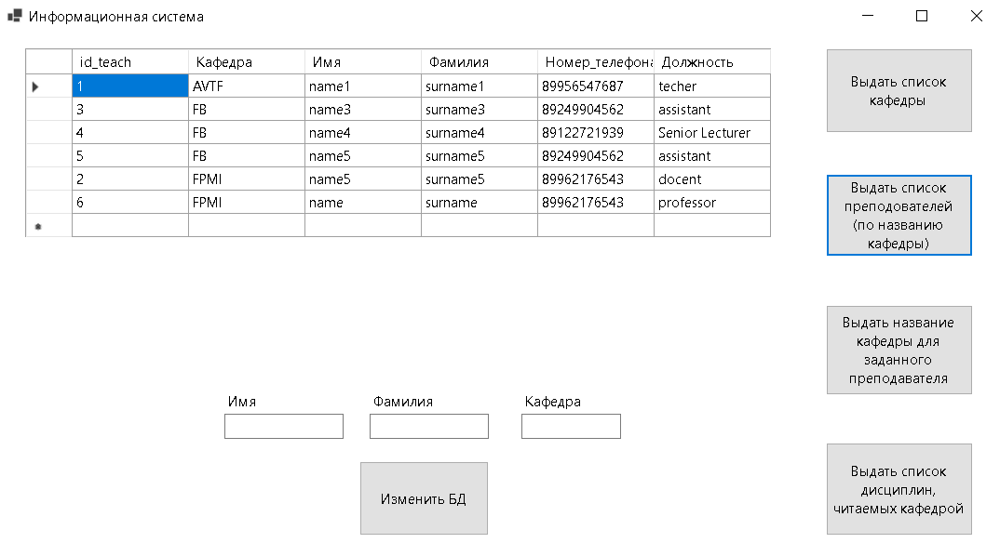 Информационная система
id_teach Кафедра Имя Фамилия Номер_телефона Должность
1 AVTF name1 surname1 89956547687 techer
3 FB name3 surname3 89249904562 assistant
4 FB name4 surname4 89122721939 Senior Lecturer
5 FB name5 surname5 89249904562 assistant
2 FPMI name5 surname5 89962176543 docent
6 FPMI name surname 89962176543 professor
Выдать список
кафедры
Выдать список
преподователей
(по названию
кафедры)
Выдать название
кафедры для
заданного
преподавателя
Выдать список
дисциплин,
читаемых кафедрой
Имя Фамилия Кафедра
Изменить БД